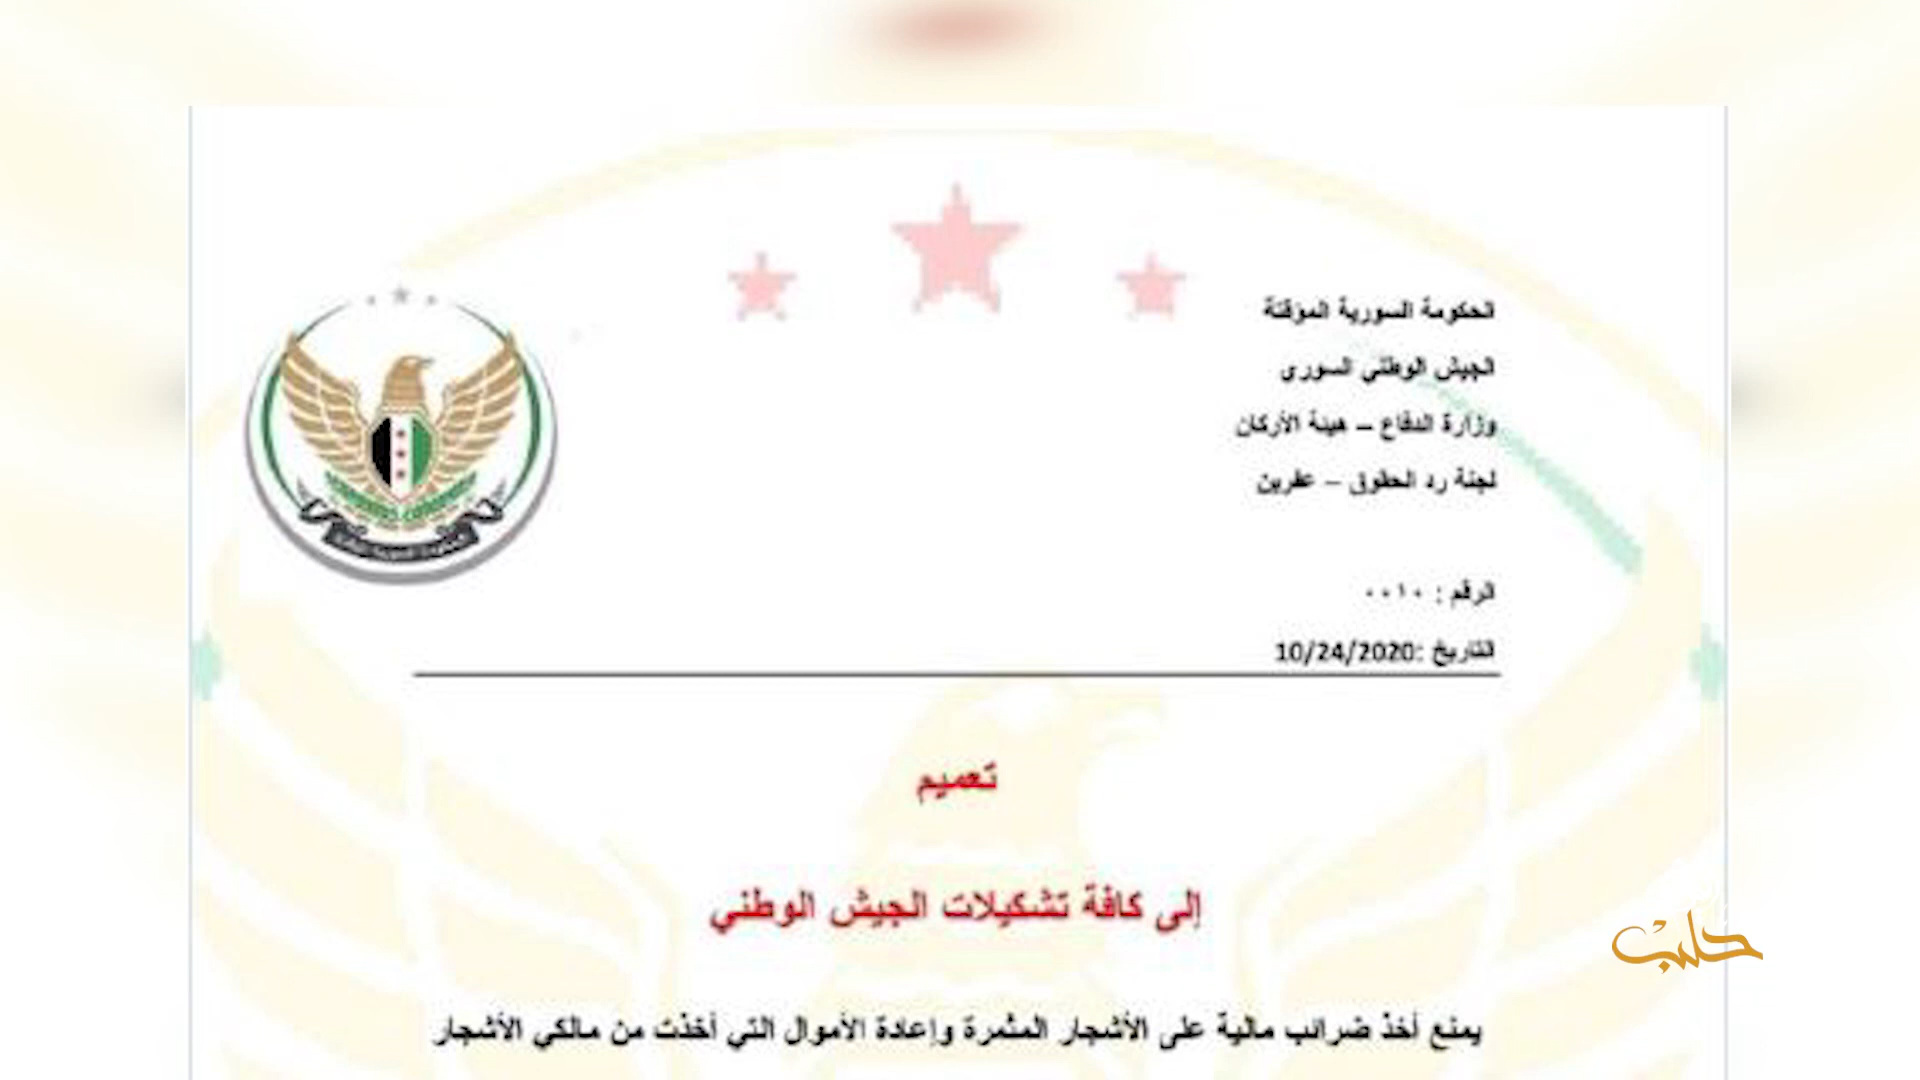 الحكومة السورية المؤقتة
الجيش الوطني السوري
وزارة الدفاع – هيئة الأركان
لجنة رد الحقوق – عفرين
الرقم : ٠٠١٠
التاريخ :10/24/2020
تعميم
إلى كافة تشكيلات الجيش الوطني
يمنع أخذ ضرائب مالية على الأشجار المثمرة وإعادة الأموال التي أخذت من مالكي الأشجار
حلب